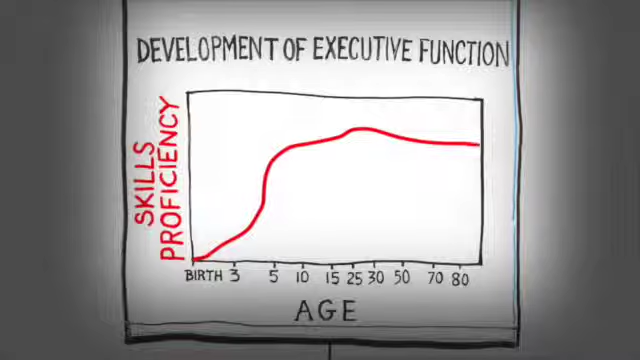 DEVELOPMENT OF EXECUTIVE FUNCTION
SKILLS
PROFICIENCY
BIRTH 3 5 10 15 25 30 50 70 80
AGE